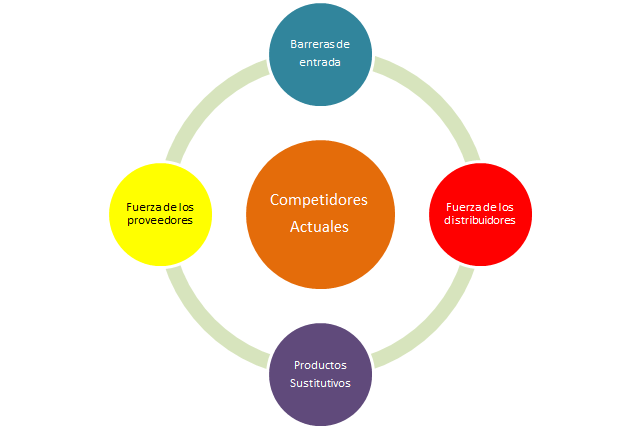 Barreras de
entrada
Competidores
Actuales
Fuerza de los
proveedores
Fuerza de los
distribuidores
Productos
Sustitutivos